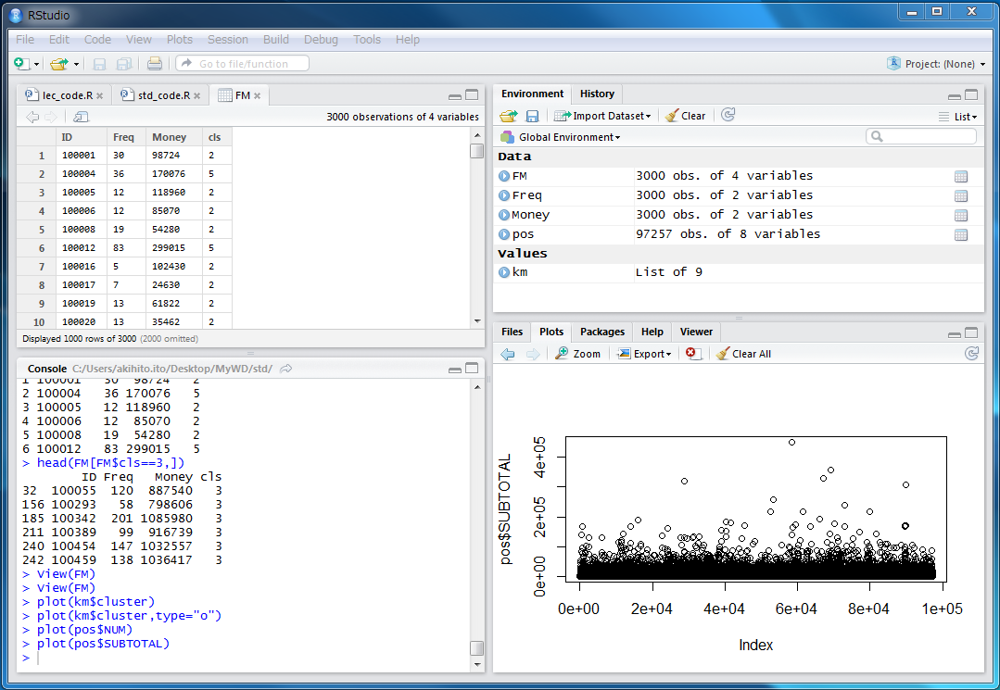 RStudio
File Edit Code View Plots Session Build Debug Tools Help
Go to file/function
Project: (None)
lec_code.R
std_code.R
FM
3000 observations of 4 variables
ID Freq Money cls
1 100001 30 98724 2
2 100004 36 170076 5
3 100005 12 118960 2
4 100006 12 85070 2
5 100008 19 54280 2
6 100012 83 299015 5
7 100016 5 102430 2
8 100017 7 24630 2
9 100019 13 61822 2
10 100020 13 35462 2
Displayed 1000 rows of 3000 (2000 omitted)
Console C:/Users/akihito.ito/Desktop/MyWD/std/
1 100001 30 98724 2
2 100004 36 170076 5
3 100005 12 118960 2
4 100006 12 85070 2
5 100008 19 54280 2
6 100012 83 299015 5
> head(FM[FM$cls==3,])
ID Freq Money cls
32 100055 120 887540 3
156 100293 58 798606 3
185 100342 201 1085980 3
211 100389 99 916739 3
240 100454 147 1032557 3
242 100459 138 1036417 3
> View(FM)
> View(FM)
> plot(km$cluster)
> plot(km$cluster,type="o")
> plot(pos$NUM)
> plot(pos$SUBTOTAL)
>
Environment History
Import Dataset Clear List
Global Environment
Data
FM 3000 obs. of 4 variables
Freq 3000 obs. of 2 variables
Money 3000 obs. of 2 variables
pos 97257 obs. of 8 variables
Values
km List of 9
Files Plots Packages Help Viewer
Zoom Export Clear All
pos$SUBTOTAL
0e+00 2e+05 4e+05
0e+00 2e+04 4e+04 6e+04 8e+04 1e+05
Index